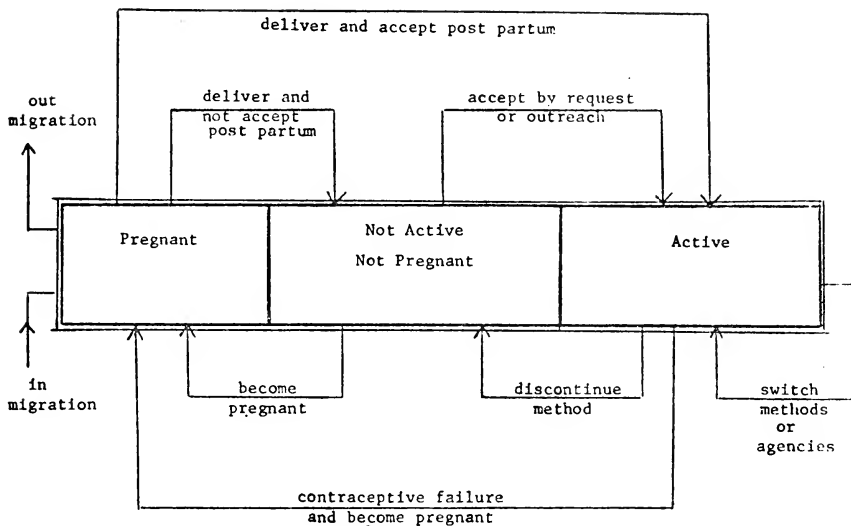 deliver and accept post partum
out
migration
deliver and
not accept
post partum
accept by request
or outreach
Pregnant
Not Active
Not Pregnant
Active
in
migration
become
pregnant
discontinue
method
switch
methods
or
agencies
contraceptive failure
and become pregnant